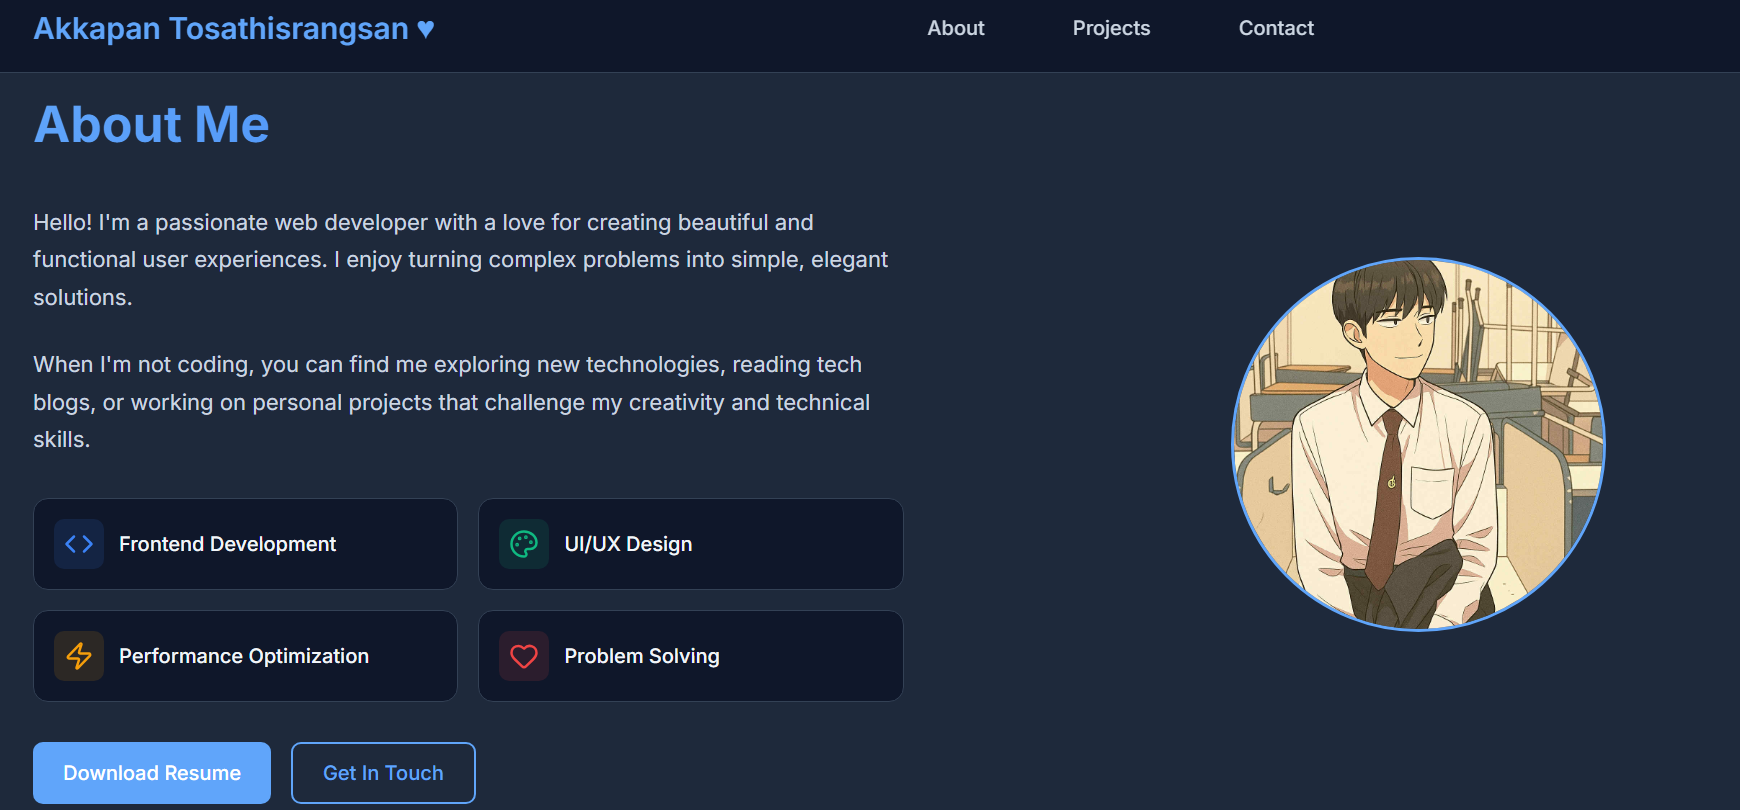 Akkapan Tosathisrangsan ♥
About
Projects
Contact
About Me
Hello! I'm a passionate web developer with a love for creating beautiful and
functional user experiences. I enjoy turning complex problems into simple, elegant
solutions.
When I'm not coding, you can find me exploring new technologies, reading tech
blogs, or working on personal projects that challenge my creativity and technical
skills.
Frontend Development
UI/UX Design
Performance Optimization
Problem Solving
Download Resume
Get In Touch